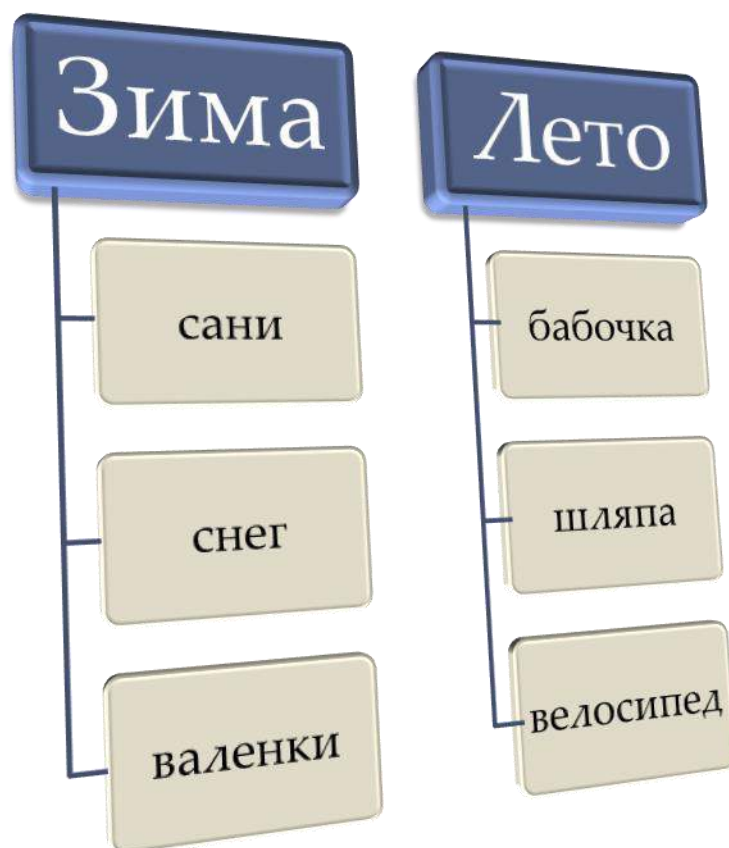 Зима
сани
снег
валенки
Лето
бабочка
шляпа
велосипед